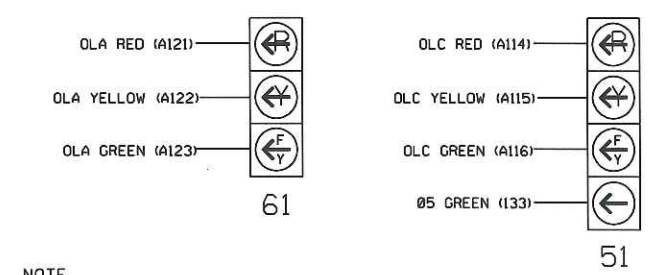 OLA RED (A121)
R
OLA YELLOW (A122)
Y
OLA GREEN (A123)
F
Y
61
OLC RED (A114)
R
OLC YELLOW (A115)
Y
OLC GREEN (A116)
F
Y
Ø5 GREEN (133)
51
NOTE